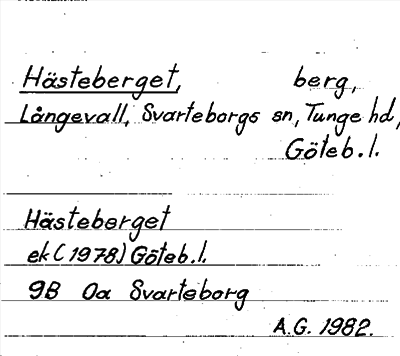 Hästeberget, berg,
Långevall, Svarteborgs sn, Tunge hd,
Göteb.l.
Hästeberget
ek (1978) Göteb.l.
9B 0a Svarteborg
A.G. 1982.